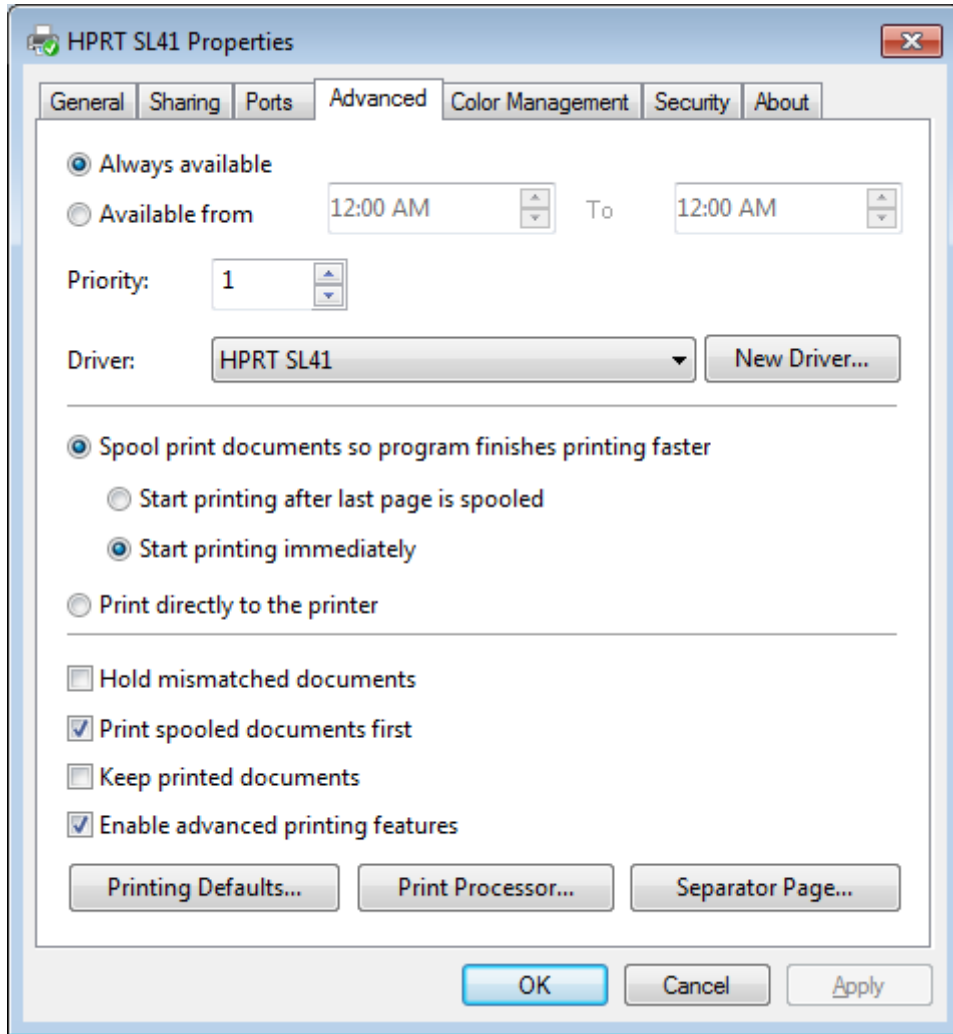 HPRT SL41 Properties
General Sharing Ports Advanced Color Management Security About
Always available
Available from 12:00 AM To 12:00 AM
Priority: 1
Driver: HPRT SL41 New Driver...
Spool print documents so program finishes printing faster
Start printing after last page is spooled
Start printing immediately
Print directly to the printer
Hold mismatched documents
Print spooled documents first
Keep printed documents
Enable advanced printing features
Printing Defaults... Print Processor... Separator Page...
OK Cancel Apply